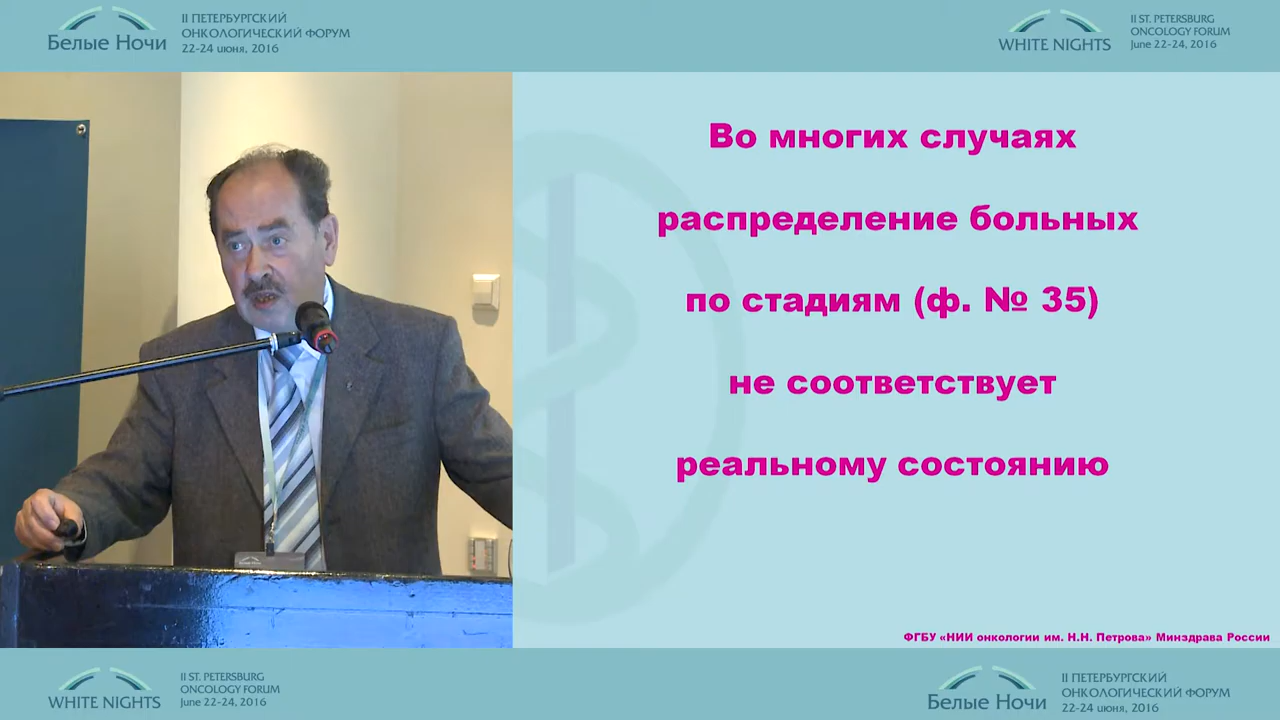 Белые Ночи
II ПЕТЕРБУРГСКИЙ
ОНКОЛОГИЧЕСКИЙ ФОРУМ
22-24 июня, 2016
WHITE NIGHTS
II ST. PETERSBURG
ONCOLOGY FORUM
June 22-24, 2016
Во многих случаях
распределение больных
по стадиям (ф. № 35)
не соответствует
реальному состоянию
ФГБУ «НИИ онкологии им. Н.Н. Петрова» Минздрава России
Белые Ночи
WHITE NIGHTS
II ST. PETERSBURG
ONCOLOGY FORUM
June 22-24, 2016
Белые Ночи
II ПЕТЕРБУРГСКИЙ
ОНКОЛОГИЧЕСКИЙ ФОРУМ
22-24 июня, 2016